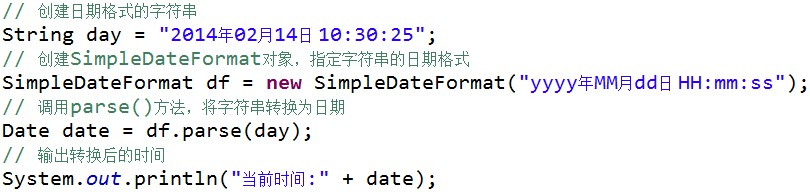 // 创建日期格式的字符串
String day = "2014年02月14日 10:30:25";
// 创建SimpleDateFormat对象，指定字符串的日期格式
SimpleDateFormat df = new SimpleDateFormat("yyyy年MM月dd日 HH:mm:ss");
// 调用parse()方法，将字符串转换为日期
Date date = df.parse(day);
// 输出转换后的时间
System.out.println("当前时间:" + date);